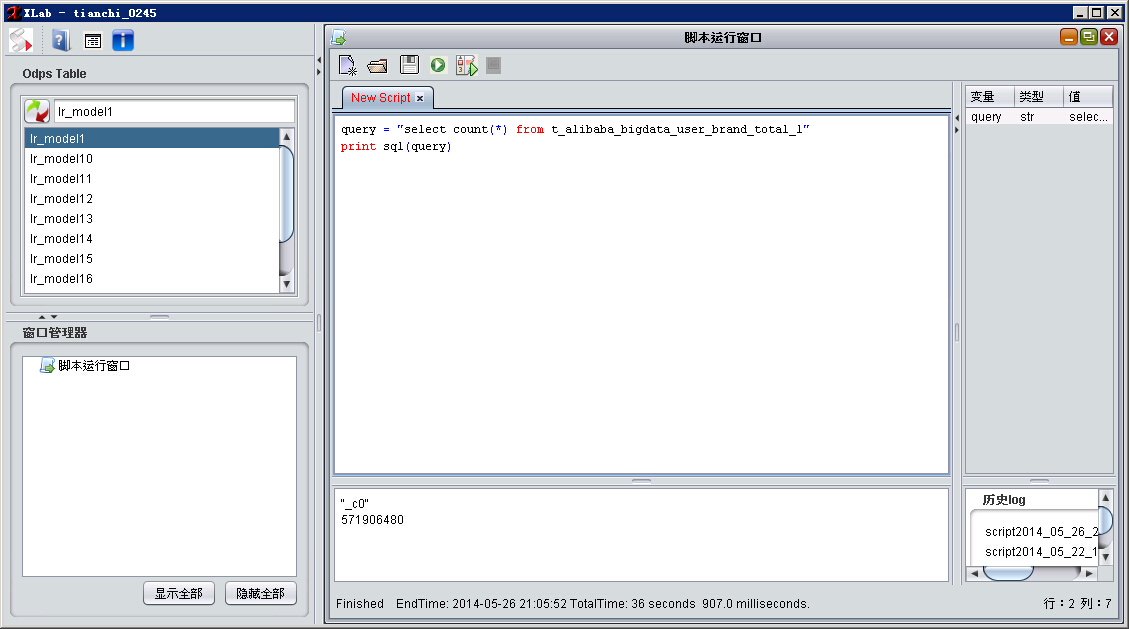 XLab - tianchi_0245
Odps Table
lr_model1
lr_model1
lr_model10
lr_model11
lr_model12
lr_model13
lr_model14
lr_model15
lr_model16
窗口管理器
脚本运行窗口
显示全部
隐藏全部
脚本运行窗口
New Script
query = "select count(*) from t_alibaba_bigdata_user_brand_total_1"
print sql(query)
"_c0"
571906480
变量 类型 值
query str selec...
历史log
script2014_05_26_2
script2014_05_22_1
Finished EndTime: 2014-05-26 21:05:52 TotalTime: 36 seconds 907.0 milliseconds.
行：2 列：7